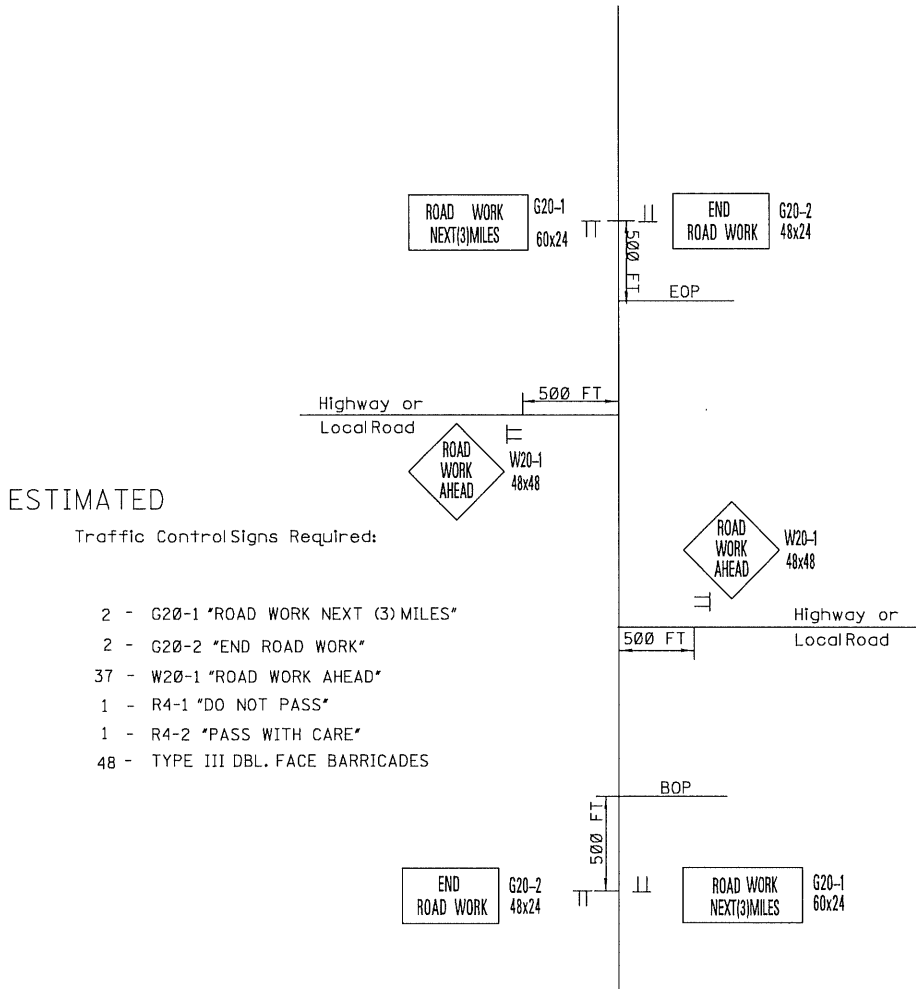 ROAD WORK
NEXT(3)MILES
G20-1
60x24
END
ROAD WORK
G20-2
48x24
500 FT
EOP
500 FT
Highway or
Local Road
ROAD
WORK
AHEAD
W20-1
48x48
ESTIMATED
Traffic Control Signs Required:
2 - G20-1 "ROAD WORK NEXT (3) MILES"
2 - G20-2 "END ROAD WORK"
37 - W20-1 "ROAD WORK AHEAD"
1 - R4-1 "DO NOT PASS"
1 - R4-2 "PASS WITH CARE"
48 - TYPE III DBL. FACE BARRICADES
ROAD
WORK
AHEAD
W20-1
48x48
Highway or
Local Road
500 FT
BOP
500 FT
END
ROAD WORK
G20-2
48x24
ROAD WORK
NEXT(3)MILES
G20-1
60x24